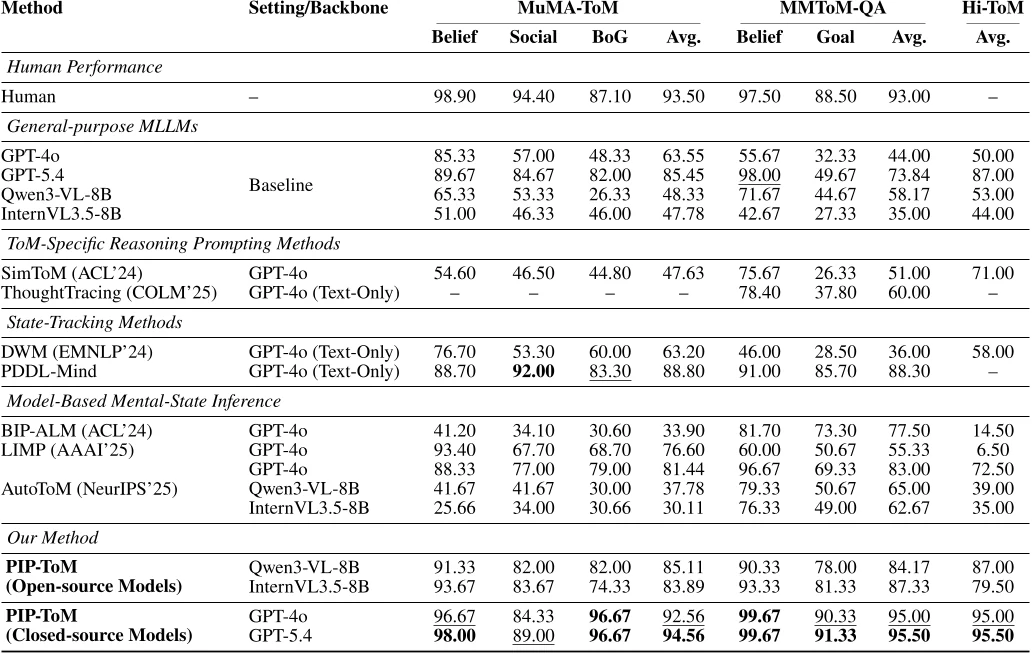 Method Setting/Backbone MuMA-ToM MMToM-QA Hi-ToM
Belief Social BoG Avg. Belief Goal Avg. Avg.
Human Performance
Human – 98.90 94.40 87.10 93.50 97.50 88.50 93.00 –
General-purpose MLLMs
GPT-4o 85.33 57.00 48.33 63.55 55.67 32.33 44.00 50.00
GPT-5.4 89.67 84.67 82.00 85.45 98.00 49.67 73.84 87.00
Baseline
Qwen3-VL-8B 65.33 53.33 26.33 48.33 71.67 44.67 58.17 53.00
InternVL3.5-8B 51.00 46.33 46.00 47.78 42.67 27.33 35.00 44.00
ToM-Specific Reasoning Prompting Methods
SimToM (ACL’24) GPT-4o 54.60 46.50 44.80 47.63 75.67 26.33 51.00 71.00
ThoughtTracing (COLM’25) GPT-4o (Text-Only) – – – – 78.40 37.80 60.00 –
State-Tracking Methods
DWM (EMNLP’24) GPT-4o (Text-Only) 76.70 53.30 60.00 63.20 46.00 28.50 36.00 58.00
PDDL-Mind GPT-4o (Text-Only) 88.70 92.00 83.30 88.80 91.00 85.70 88.30 –
Model-Based Mental-State Inference
BIP-ALM (ACL’24) GPT-4o 41.20 34.10 30.60 33.90 81.70 73.30 77.50 14.50
LIMP (AAAI’25) GPT-4o 93.40 67.70 68.70 76.60 60.00 50.67 55.33 6.50
GPT-4o 88.33 77.00 79.00 81.44 96.67 69.33 83.00 72.50
AutoToM (NeurIPS’25) Qwen3-VL-8B 41.67 41.67 30.00 37.78 79.33 50.67 65.00 39.00
InternVL3.5-8B 25.66 34.00 30.66 30.11 76.33 49.00 62.67 35.00
Our Method
PIP-ToM Qwen3-VL-8B 91.33 82.00 82.00 85.11 90.33 78.00 84.17 87.00
(Open-source Models) InternVL3.5-8B 93.67 83.67 74.33 83.89 93.33 81.33 87.33 79.50
PIP-ToM GPT-4o 96.67 84.33 96.67 92.56 99.67 90.33 95.00 95.00
(Closed-source Models) GPT-5.4 98.00 89.00 96.67 94.56 99.67 91.33 95.50 95.50